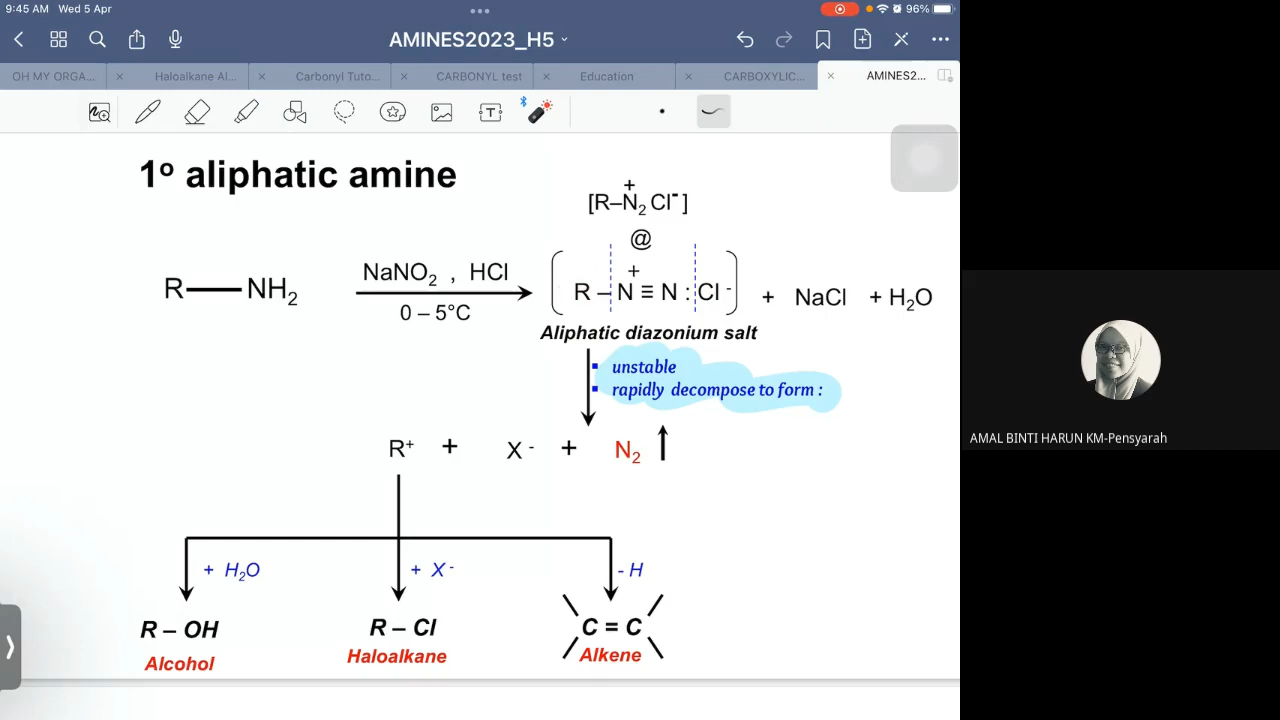 9:45 AM Wed 5 Apr
96%
AMINES2023_H5
OH MY ORGA...
Haloalkane Al...
Carbonyl Tuto...
CARBONYL test
Education
CARBOXYLIC...
AMINES2...
1º aliphatic amine
+
[R–N₂ Cl⁻]
@
NaNO₂ , HCl
+
R — NH₂
R – N ≡ N : Cl⁻
+ NaCl + H₂O
0 – 5°C
Aliphatic diazonium salt
unstable
rapidly decompose to form :
R⁺ + X⁻ + N₂
+ H₂O
+ X⁻
- H
R – OH
R – Cl
C = C
Alcohol
Haloalkane
Alkene
AMAL BINTI HARUN KM-Pensyarah